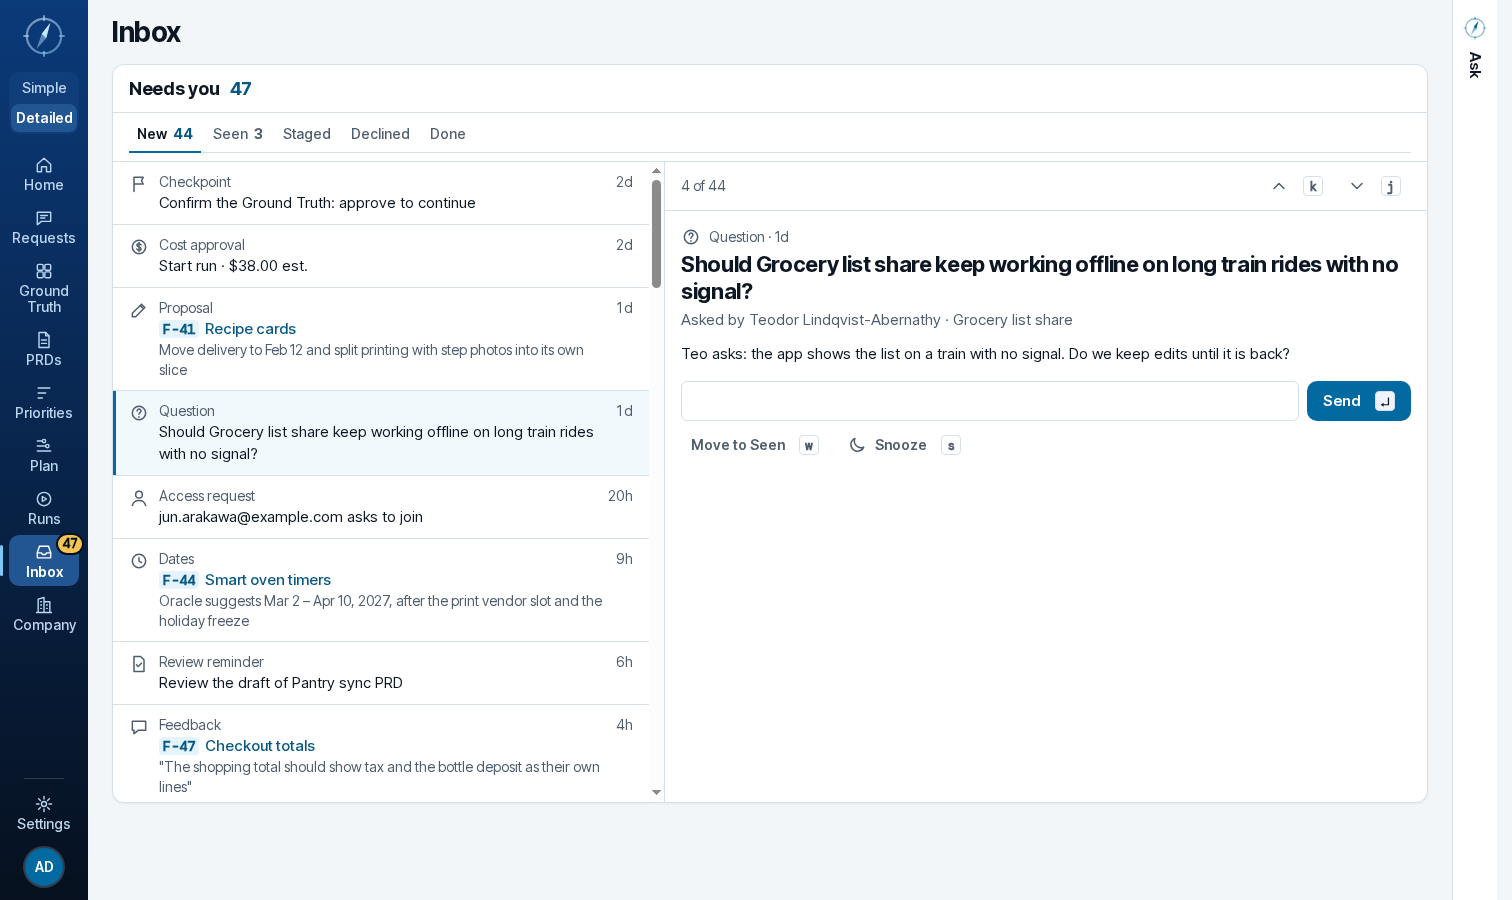 Simple
Detailed
Home
Requests
Ground
Truth
PRDs
Priorities
Plan
Runs
47
Inbox
Company
Settings
AD
Inbox
Needs you 47
New 44 Seen 3 Staged Declined Done
Checkpoint 2d
Confirm the Ground Truth: approve to continue
Cost approval 2d
Start run · $38.00 est.
Proposal 1d
F-41 Recipe cards
Move delivery to Feb 12 and split printing with step photos into its own
slice
Question 1d
Should Grocery list share keep working offline on long train rides
with no signal?
Access request 20h
jun.arakawa@example.com asks to join
Dates 9h
F-44 Smart oven timers
Oracle suggests Mar 2 – Apr 10, 2027, after the print vendor slot and the
holiday freeze
Review reminder 6h
Review the draft of Pantry sync PRD
Feedback 4h
F-47 Checkout totals
"The shopping total should show tax and the bottle deposit as their own
lines"
4 of 44 k j
Question · 1d
Should Grocery list share keep working offline on long train rides with no
signal?
Asked by Teodor Lindqvist-Abernathy · Grocery list share
Teo asks: the app shows the list on a train with no signal. Do we keep edits until it is back?
Send
Move to Seen w Snooze s
Ask